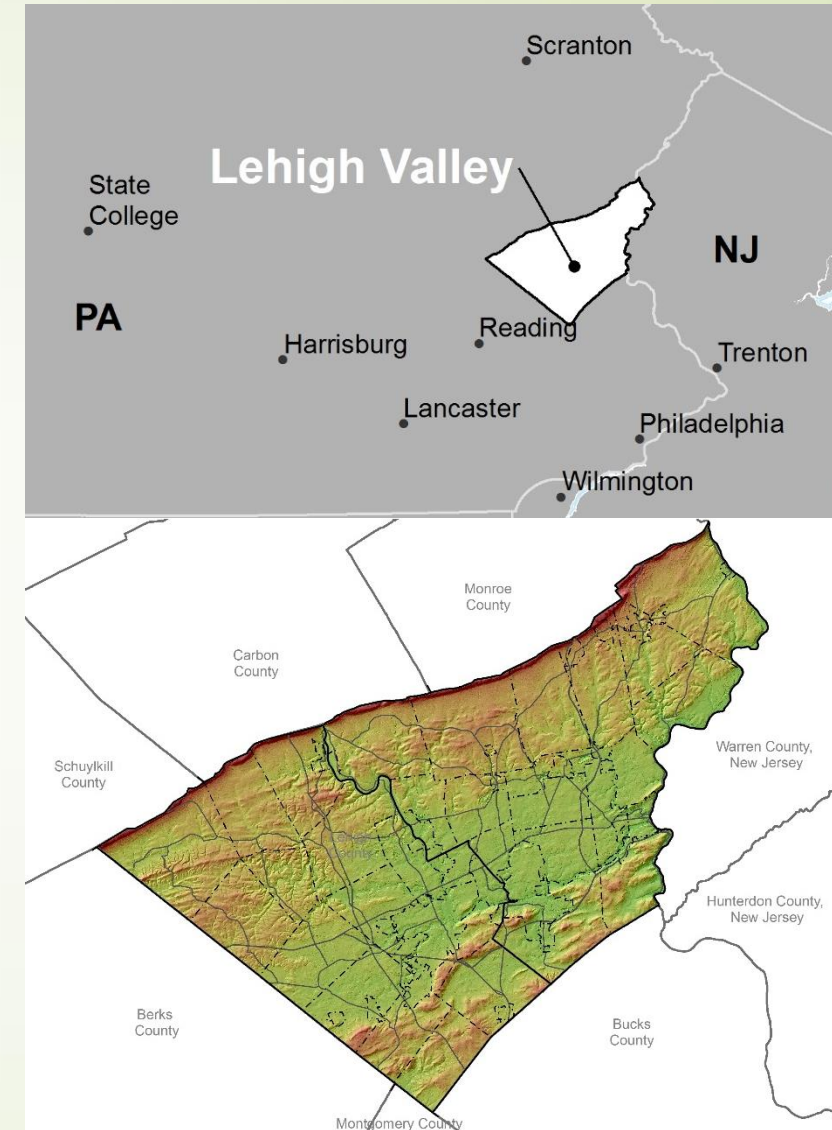 Scranton
Lehigh Valley
State
College
NJ
PA
Reading
Harrisburg
Trenton
Lancaster
Philadelphia
Wilmington
Monroe
County
Carbon
County
Schuylkill
County
Warren County,
New Jersey
County
Hunterdon County,
New Jersey
Berks
County
Bucks
County
Montgomery County